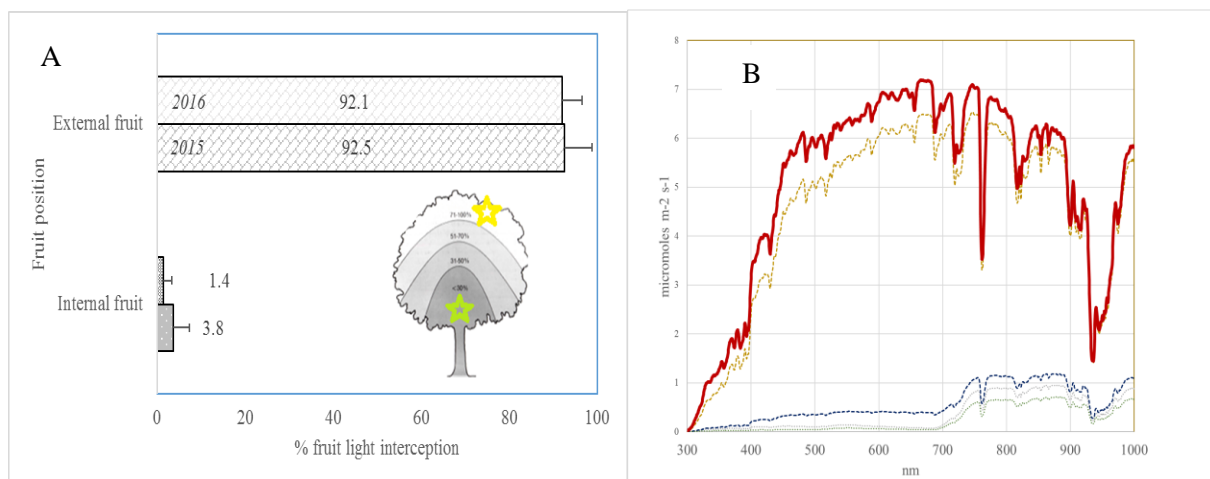 A
External fruit
2016 92.1
2015 92.5
Fruit position
71-100%
51-70%
<30%
Internal fruit
1.4
3.8
0 20 40 60 80 100
% fruit light interception
B
micromoles m-2 s-1
8
7
6
5
4
3
2
1
0
300 400 500 600 700 800 900 1000
nm